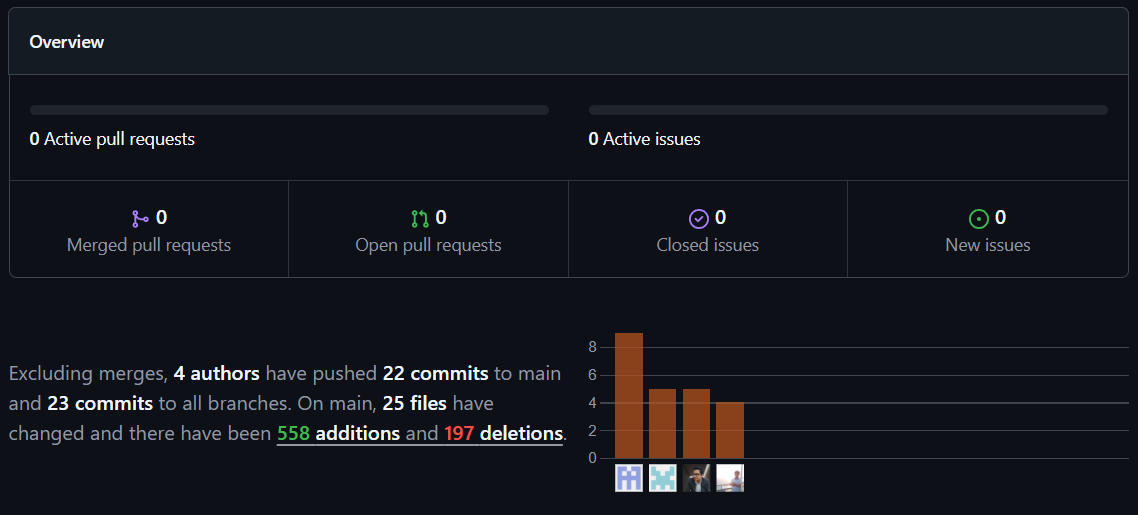 Overview
0 Active pull requests
0 Active issues
0
Merged pull requests
0
Open pull requests
0
Closed issues
0
New issues
Excluding merges, 4 authors have pushed 22 commits to main
and 23 commits to all branches. On main, 25 files have
changed and there have been 558 additions and 197 deletions.
8
6
4
2
0